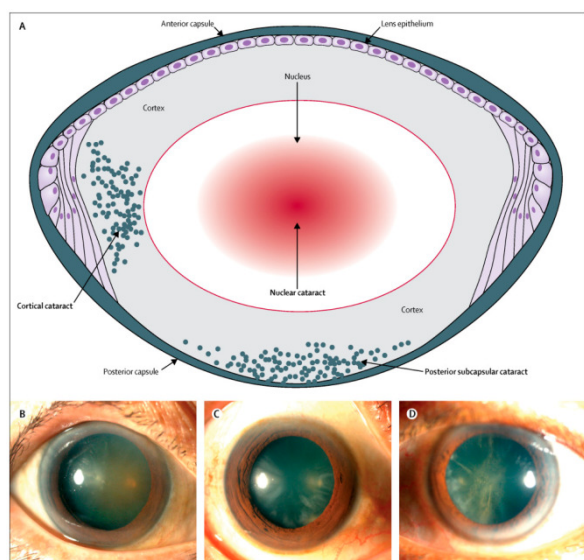 A
Anterior capsule
Lens epithelium
Nucleus
Cortex
Cortical cataract
Nuclear cataract
Cortex
Posterior capsule
Posterior subcapsular cataract
B
C
D